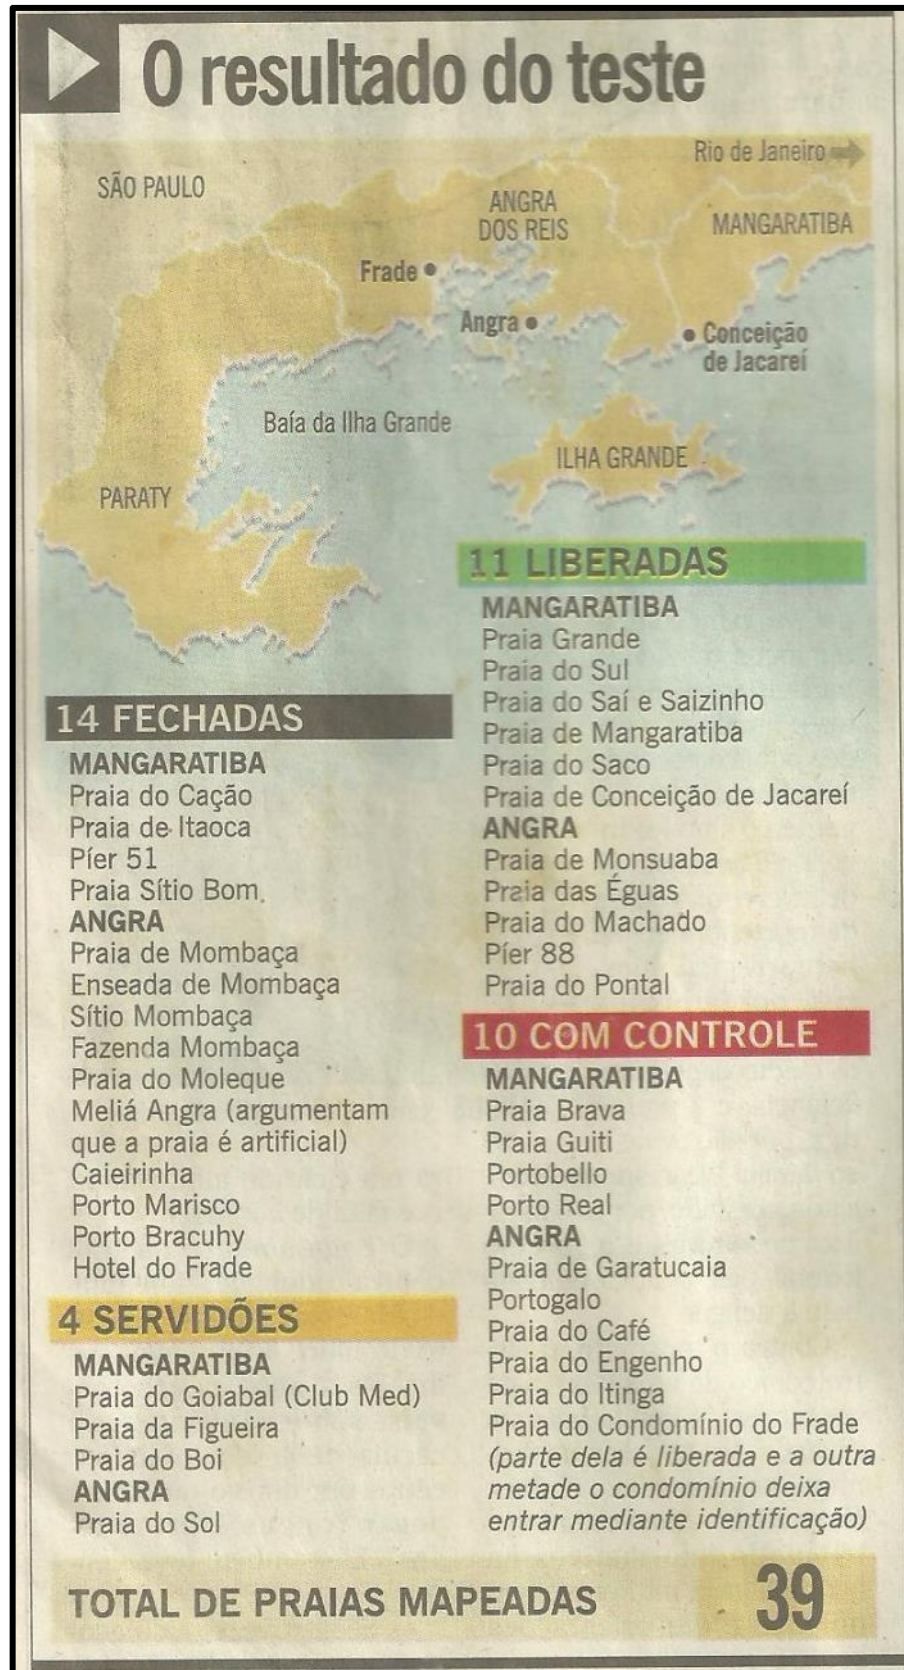 O resultado do teste
Rio de Janeiro
SÃO PAULO
ANGRA
DOS REIS
MANGARATIBA
Frade
Angra
Conceição
de Jacareí
Baía da Ilha Grande
ILHA GRANDE
PARATY
14 FECHADAS
MANGARATIBA
Praia do Cação
Praia de Itaoca
Píer 51
Praia Sítio Bom
ANGRA
Praia de Mombaça
Enseada de Mombaça
Sítio Mombaça
Fazenda Mombaça
Praia do Moleque
Meliá Angra (argumentam
que a praia é artificial)
Caieirinha
Porto Marisco
Porto Bracuhy
Hotel do Frade
4 SERVIDÕES
MANGARATIBA
Praia do Goiabal (Club Med)
Praia da Figueira
Praia do Boi
ANGRA
Praia do Sol
11 LIBERADAS
MANGARATIBA
Praia Grande
Praia do Sul
Praia do Saí e Saizinho
Praia de Mangaratiba
Praia do Saco
Praia de Conceição de Jacareí
ANGRA
Praia de Monsuaba
Praia das Éguas
Praia do Machado
Píer 88
Praia do Pontal
10 COM CONTROLE
MANGARATIBA
Praia Brava
Praia Guiti
Portobello
Porto Real
ANGRA
Praia de Garatucaia
Portogalo
Praia do Café
Praia do Engenho
Praia do Itinga
Praia do Condomínio do Frade
(parte dela é liberada e a outra
metade o condomínio deixa
entrar mediante identificação)
TOTAL DE PRAIAS MAPEADAS 39